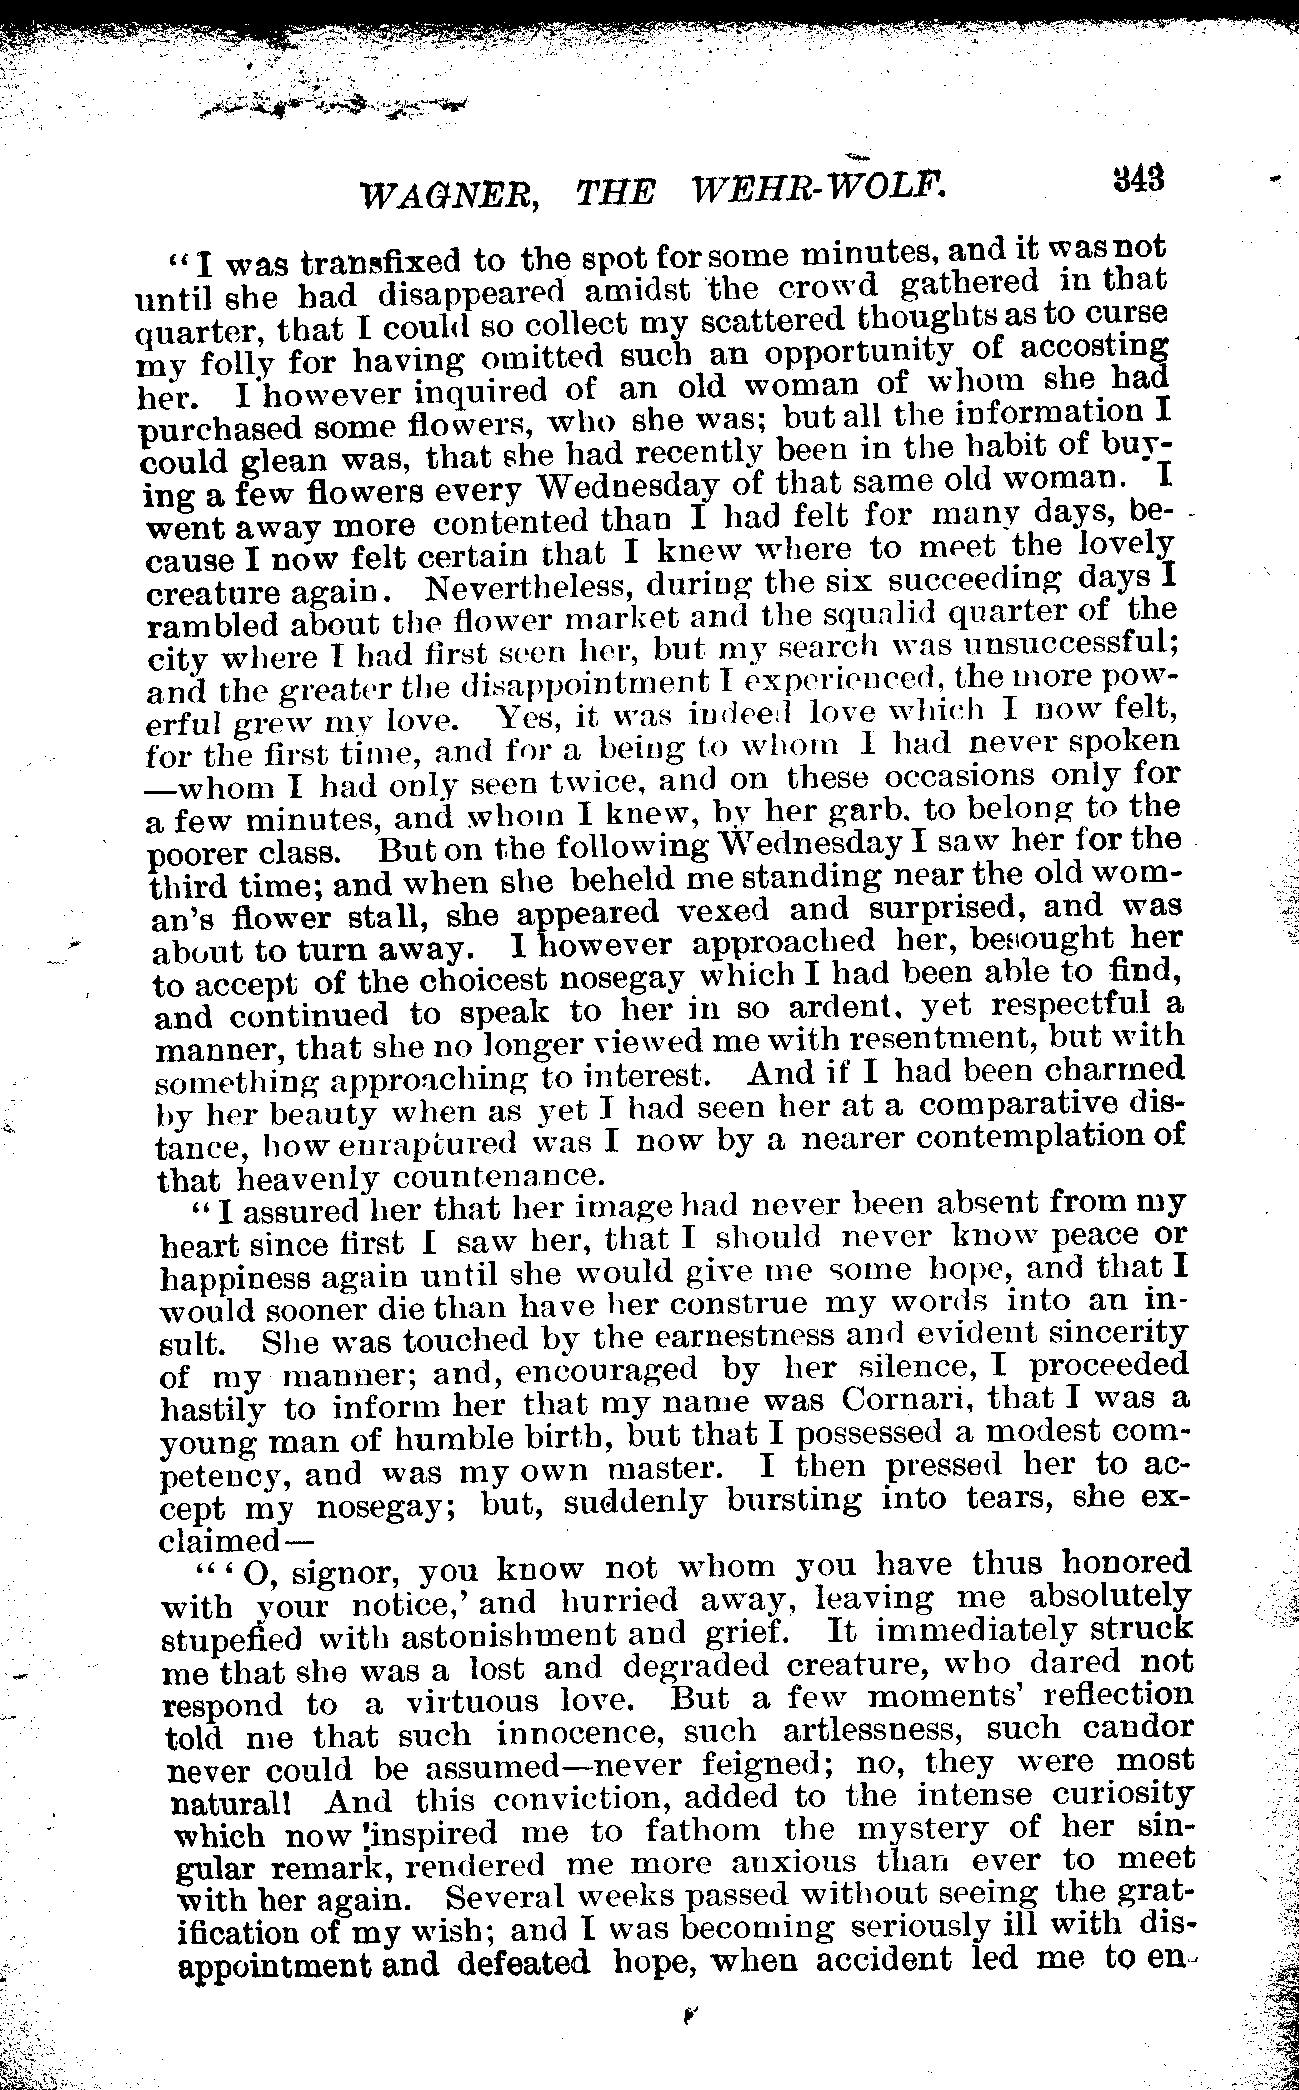 WAGNER, THE WEHR-WOLF. 343
"I was transfixed to the spot for some minutes, and it was not
until she had disappeared amidst the crowd gathered in that
quarter, that I could so collect my scattered thoughts as to curse
my folly for having omitted such an opportunity of accosting
her. I however inquired of an old woman of whom she had
purchased some flowers, who she was; but all the information I
could glean was, that she had recently been in the habit of buy-
ing a few flowers every Wednesday of that same old woman. I
went away more contented than I had felt for many days, be-
cause I now felt certain that I knew where to meet the lovely
creature again. Nevertheless, during the six succeeding days I
rambled about the flower market and the squalid quarter of the
city where I had first seen her, but my search was unsuccessful;
and the greater the disappointment I experienced, the more pow-
erful grew my love. Yes, it was indeed love which I now felt,
for the first time, and for a being to whom I had never spoken
—whom I had only seen twice, and on these occasions only for
a few minutes, and whom I knew, by her garb. to belong to the
poorer class. But on the following Wednesday I saw her for the
third time; and when she beheld me standing near the old wom-
an's flower stall, she appeared vexed and surprised, and was
about to turn away. I however approached her, besought her
to accept of the choicest nosegay which I had been able to find,
and continued to speak to her in so ardent, yet respectful a
manner, that she no longer viewed me with resentment, but with
something approaching to interest. And if I had been charmed
by her beauty when as yet I had seen her at a comparative dis-
tance, how enraptured was I now by a nearer contemplation of
that heavenly countenance.
"I assured her that her image had never been absent from my
heart since first I saw her, that I should never know peace or
happiness again until she would give me some hope, and that I
would sooner die than have her construe my words into an in-
sult. She was touched by the earnestness and evident sincerity
of my manner; and, encouraged by her silence, I proceeded
hastily to inform her that my name was Cornari, that I was a
young man of humble birth, but that I possessed a modest com-
petency, and was my own master. I then pressed her to ac-
cept my nosegay; but, suddenly bursting into tears, she ex-
claimed—
"'O, signor, you know not whom you have thus honored
with your notice,' and hurried away, leaving me absolutely
stupefied with astonishment and grief. It immediately struck
me that she was a lost and degraded creature, who dared not
respond to a virtuous love. But a few moments' reflection
told me that such innocence, such artlessness, such candor
never could be assumed—never feigned; no, they were most
natural! And this conviction, added to the intense curiosity
which now inspired me to fathom the mystery of her sin-
gular remark, rendered me more anxious than ever to meet
with her again. Several weeks passed without seeing the grat-
ification of my wish; and I was becoming seriously ill with dis-
appointment and defeated hope, when accident led me to en-